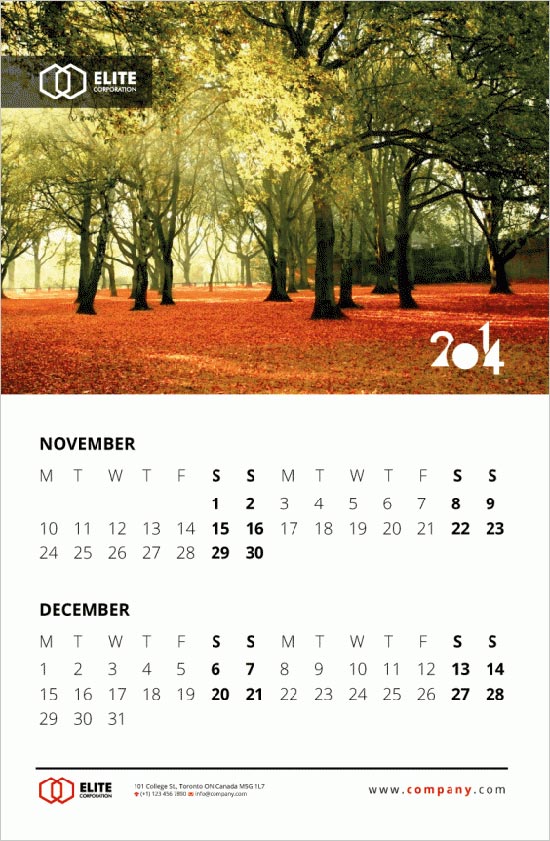 ELITE
CORPORATION
2014
NOVEMBER
M T W T F S S M T W T F S S
1 2 3 4 5 6 7 8 9
10 11 12 13 14 15 16 17 18 19 20 21 22 23
24 25 26 27 28 29 30
DECEMBER
M T W T F S S M T W T F S S
1 2 3 4 5 6 7 8 9 10 11 12 13 14
15 16 17 18 19 20 21 22 23 24 25 26 27 28
29 30 31
ELITE
CORPORATION
101 College St., Toronto ONCanada M5G 1L7
(+1) 123 456 7890 info@company.com
www.company.com